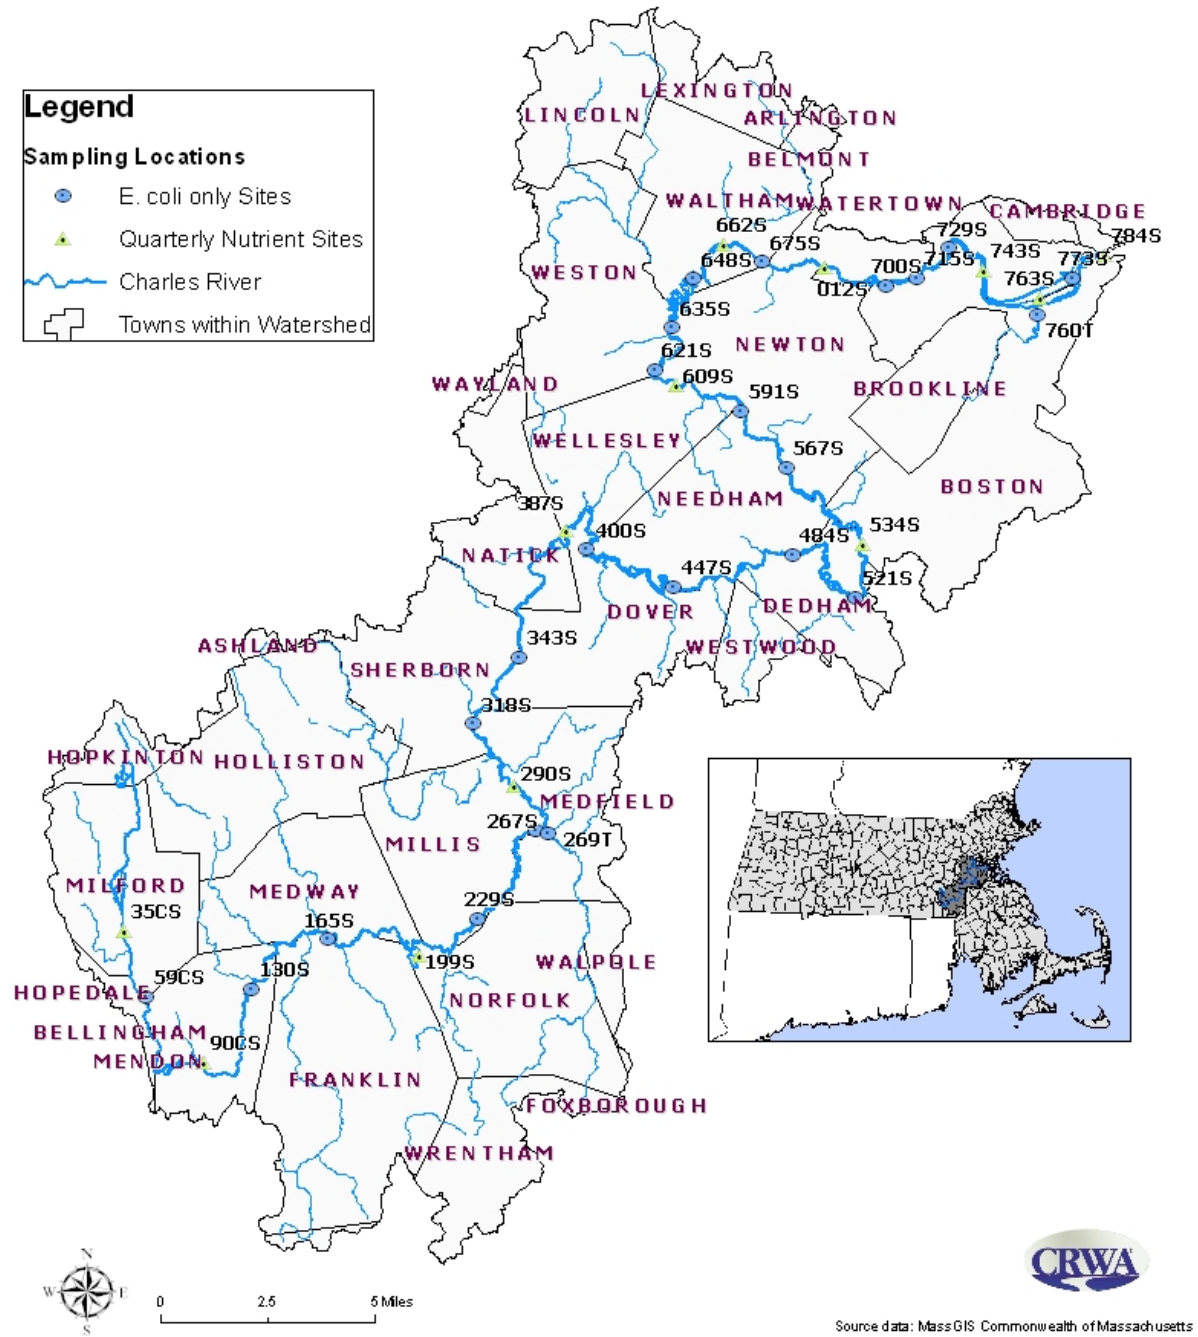 Legend
Sampling Locations
E. coli only Sites
Quarterly Nutrient Sites
Charles River
Towns within Watershed
LEXINGTON
LINCOLN
ARLINGTON
BELMONT
WALTHAM
WATERTOWN
CAMBRIDGE
662S
729S
784S
675S
743S
648S
700S
715S
763S
773S
WESTON
012S
635S
760T
621S
NEWTON
609S
WAYLAND
591S
BROOKLINE
WELLESLEY
567S
NEEDHAM
BOSTON
387S
400S
484S
534S
NATICK
447S
521S
DOVER
DEDHAM
343S
ASHLAND
WESTWOOD
SHERBORN
318S
HOPKINTON
HOLLISTON
290S
MEDFIELD
267S
269T
MILLIS
MILFORD
MEDWAY
229S
35CS
165S
199S
WALPOLE
59CS
130S
HOPEDALE
NORFOLK
BELLINGHAM
90CS
MENDON
FRANKLIN
FOXBOROUGH
WRENTHAM
N
W
E
S
0
2.5
5 Miles
CRWA
Source data: MassGIS Commonwealth of Massachusetts